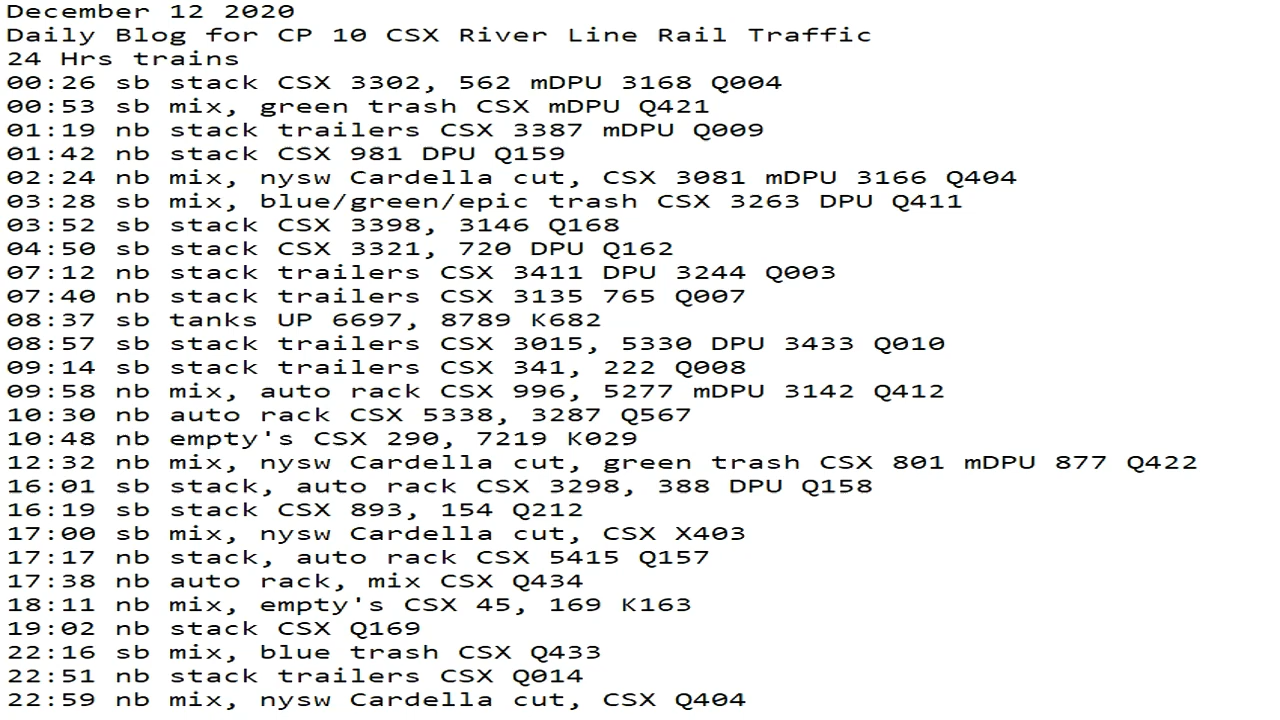 December 12 2020
Daily Blog for CP 10 CSX River Line Rail Traffic
24 Hrs trains
00:26 sb stack CSX 3302, 562 mDPU 3168 Q004
00:53 sb mix, green trash CSX mDPU Q421
01:19 nb stack trailers CSX 3387 mDPU Q009
01:42 nb stack CSX 981 DPU Q159
02:24 nb mix, nysw Cardella cut, CSX 3081 mDPU 3166 Q404
03:28 sb mix, blue/green/epic trash CSX 3263 DPU Q411
03:52 sb stack CSX 3398, 3146 Q168
04:50 sb stack CSX 3321, 720 DPU Q162
07:12 nb stack trailers CSX 3411 DPU 3244 Q003
07:40 nb stack trailers CSX 3135 765 Q007
08:37 sb tanks UP 6697, 8789 K682
08:57 sb stack trailers CSX 3015, 5330 DPU 3433 Q010
09:14 sb stack trailers CSX 341, 222 Q008
09:58 nb mix, auto rack CSX 996, 5277 mDPU 3142 Q412
10:30 nb auto rack CSX 5338, 3287 Q567
10:48 nb empty's CSX 290, 7219 K029
12:32 nb mix, nysw Cardella cut, green trash CSX 801 mDPU 877 Q422
16:01 sb stack, auto rack CSX 3298, 388 DPU Q158
16:19 sb stack CSX 893, 154 Q212
17:00 sb mix, nysw Cardella cut, CSX X403
17:17 nb stack, auto rack CSX 5415 Q157
17:38 nb auto rack, mix CSX Q434
18:11 nb mix, empty's CSX 45, 169 K163
19:02 nb stack CSX Q169
22:16 sb mix, blue trash CSX Q433
22:51 nb stack trailers CSX Q014
22:59 nb mix, nysw Cardella cut, CSX Q404